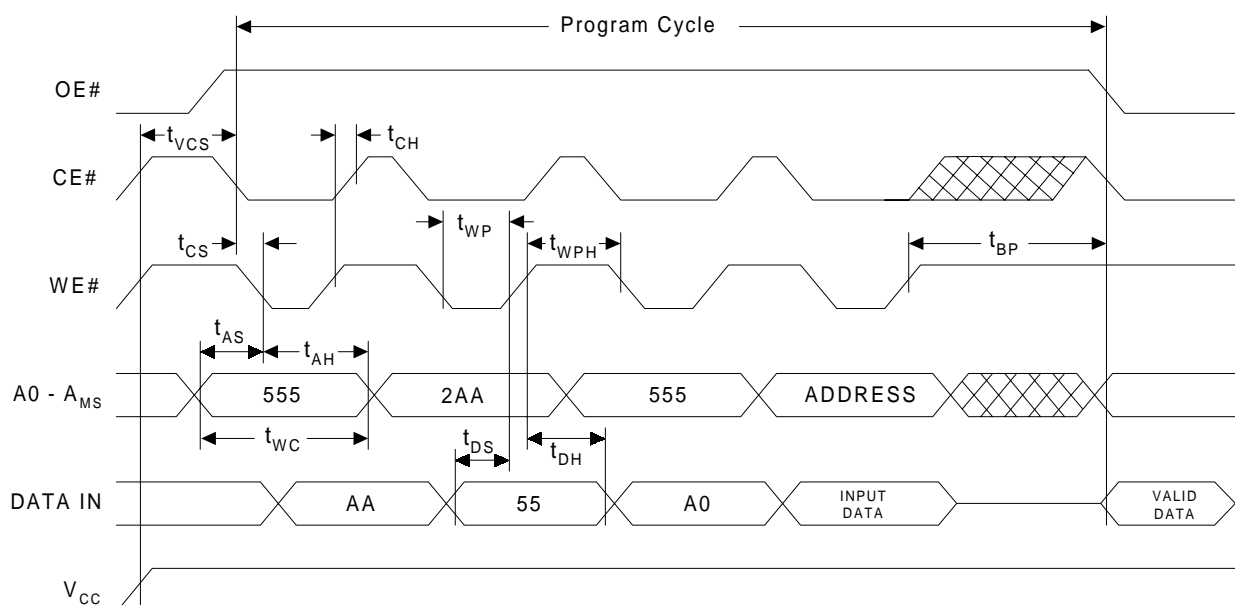 Program Cycle
OE#
tVCS
tCH
CE#
tWP
tCS
tWPH
tBP
WE#
tAS
tAH
A0 - AMS
555
2AA
555
ADDRESS
tWC
tDS
tDH
DATA IN
AA
55
A0
INPUT
DATA
VALID
DATA
VCC